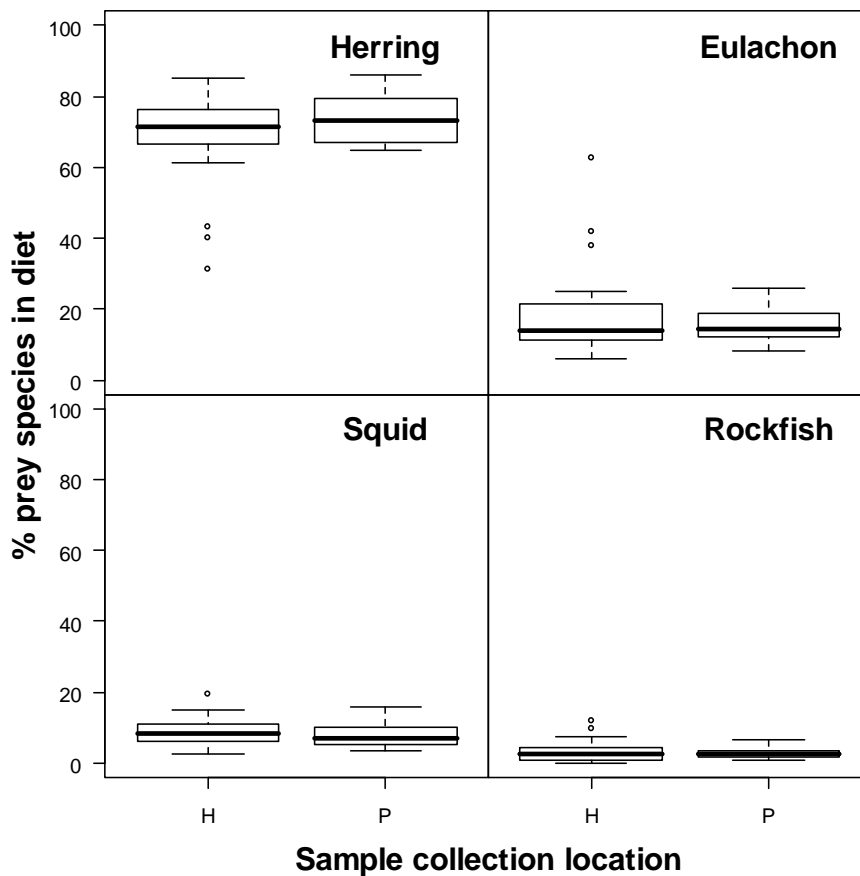 Herring
Eulachon
100
80
60
40
20
0
Squid
Rockfish
100
80
60
40
20
0
% prey species in diet
H
P
H
P
Sample collection location